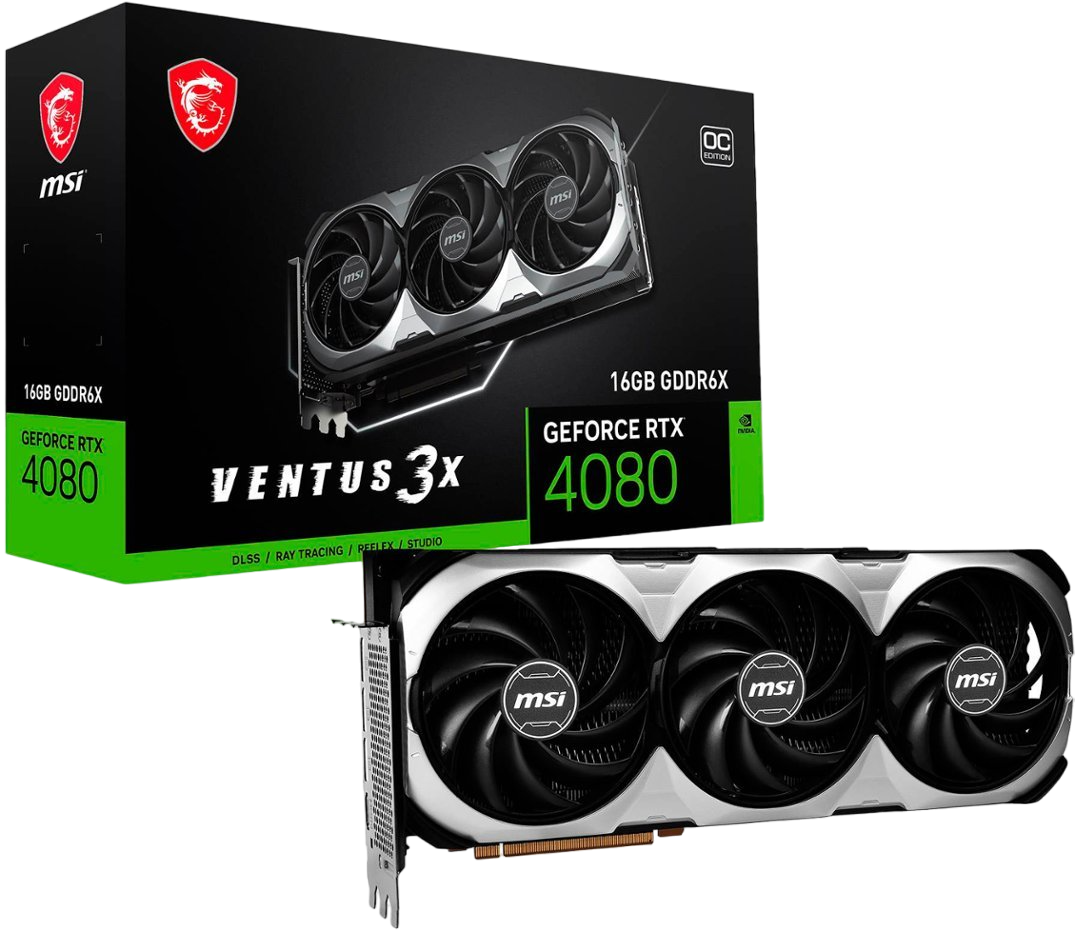 msi
16GB GDDR6X
GEFORCE RTX
4080
OC
EDITION
msi
msi
msi
16GB GDDR6X
GEFORCE RTX
4080
NVIDIA
VENTUS 3X
DLSS / RAY TRACING / REFLEX / STUDIO
msi
msi
msi